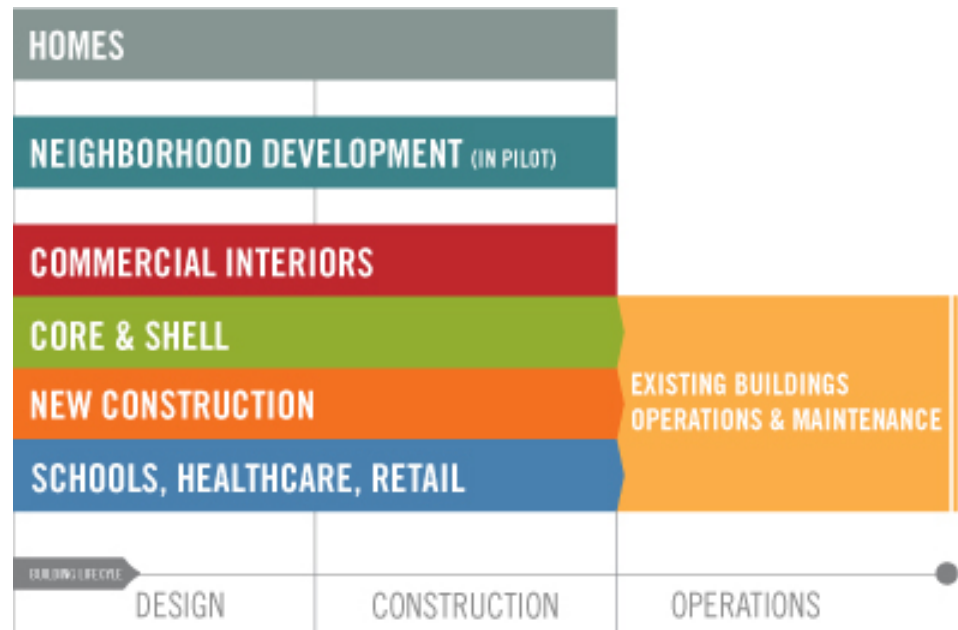 HOMES
NEIGHBORHOOD DEVELOPMENT (IN PILOT)
COMMERCIAL INTERIORS
CORE & SHELL
NEW CONSTRUCTION
SCHOOLS, HEALTHCARE, RETAIL
EXISTING BUILDINGS
OPERATIONS & MAINTENANCE
BUILDING LIFECYLE
DESIGN
CONSTRUCTION
OPERATIONS